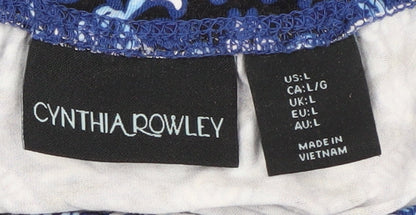 CYNTHIA ROWLEY
US:L
CA:L/G
UK:L
EU:L
AU:L
MADE IN
VIETNAM